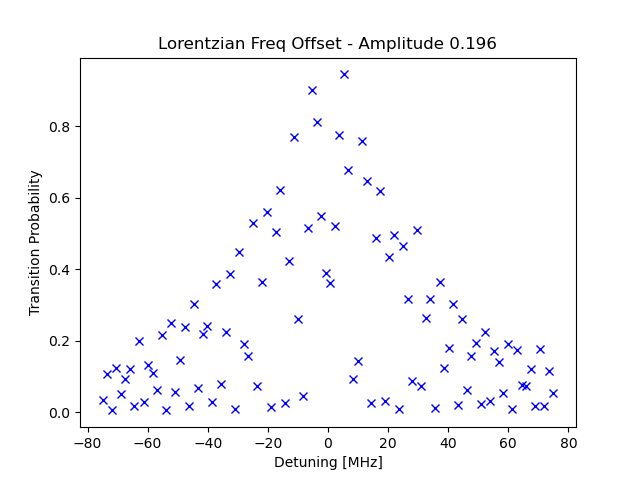 Lorentzian Freq Offset - Amplitude 0.196
0.8
0.6
0.4
0.2
0.0
Transition Probability
−80 −60 −40 −20 0 20 40 60 80
Detuning [MHz]